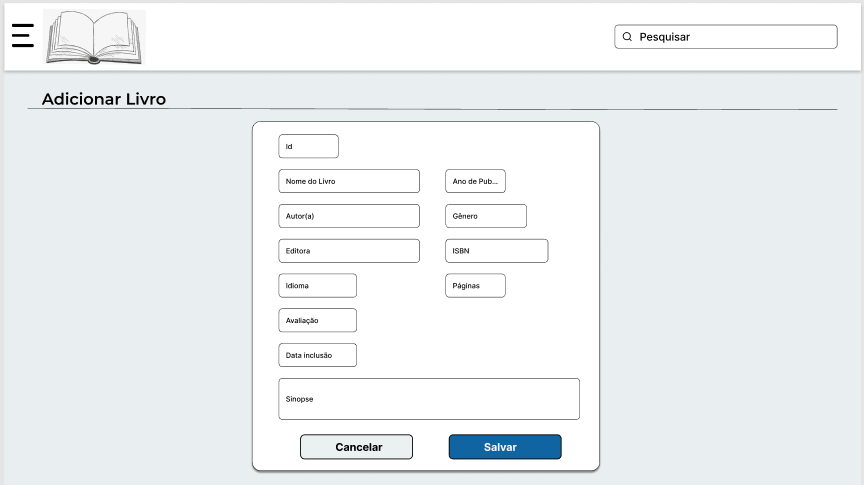 Pesquisar
Adicionar Livro
Id
Nome do Livro
Ano de Pub...
Autor(a)
Gênero
Editora
ISBN
Idioma
Páginas
Avaliação
Data inclusão
Sinopse
Cancelar
Salvar